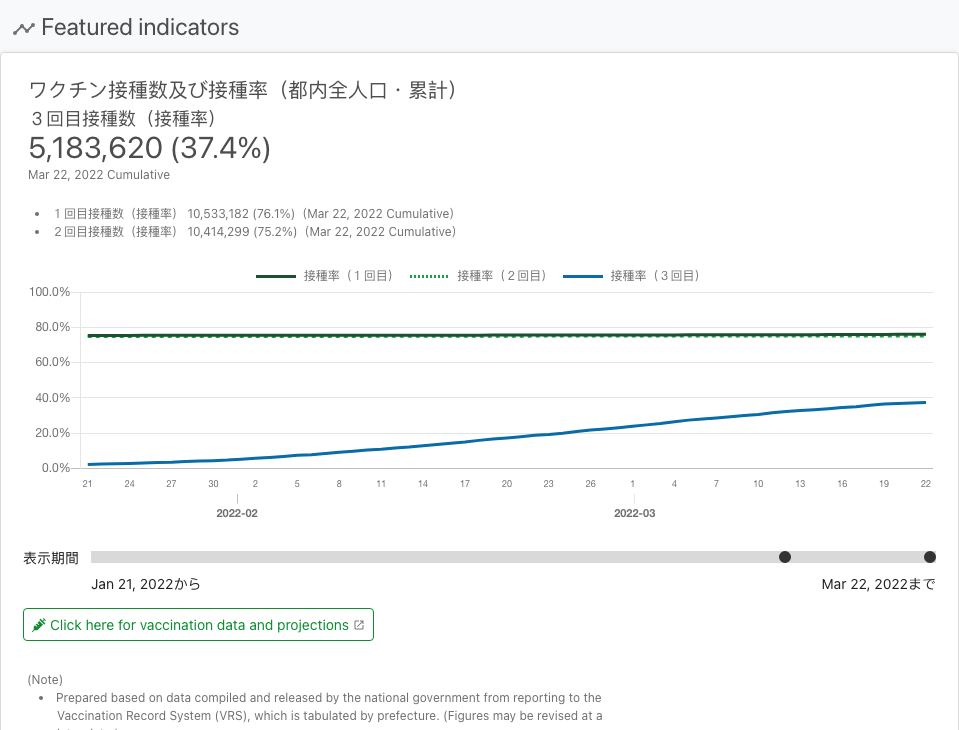 Featured indicators
ワクチン接種数及び接種率（都内全人口・累計）
３回目接種数（接種率）
5,183,620 (37.4%)
Mar 22, 2022 Cumulative
• １回目接種数（接種率） 10,533,182 (76.1%)（Mar 22, 2022 Cumulative)
• ２回目接種数（接種率） 10,414,299 (75.2%)（Mar 22, 2022 Cumulative)
接種率（１回目） 接種率（２回目） 接種率（３回目）
100.0%
80.0%
60.0%
40.0%
20.0%
0.0%
21 24 27 30 2 5 8 11 14 17 20 23 26 1 4 7 10 13 16 19 22
2022-02 2022-03
表示期間
Jan 21, 2022から Mar 22, 2022まで
Click here for vaccination data and projections
(Note)
• Prepared based on data compiled and released by the national government from reporting to the
Vaccination Record System (VRS), which is tabulated by prefecture. (Figures may be revised at a